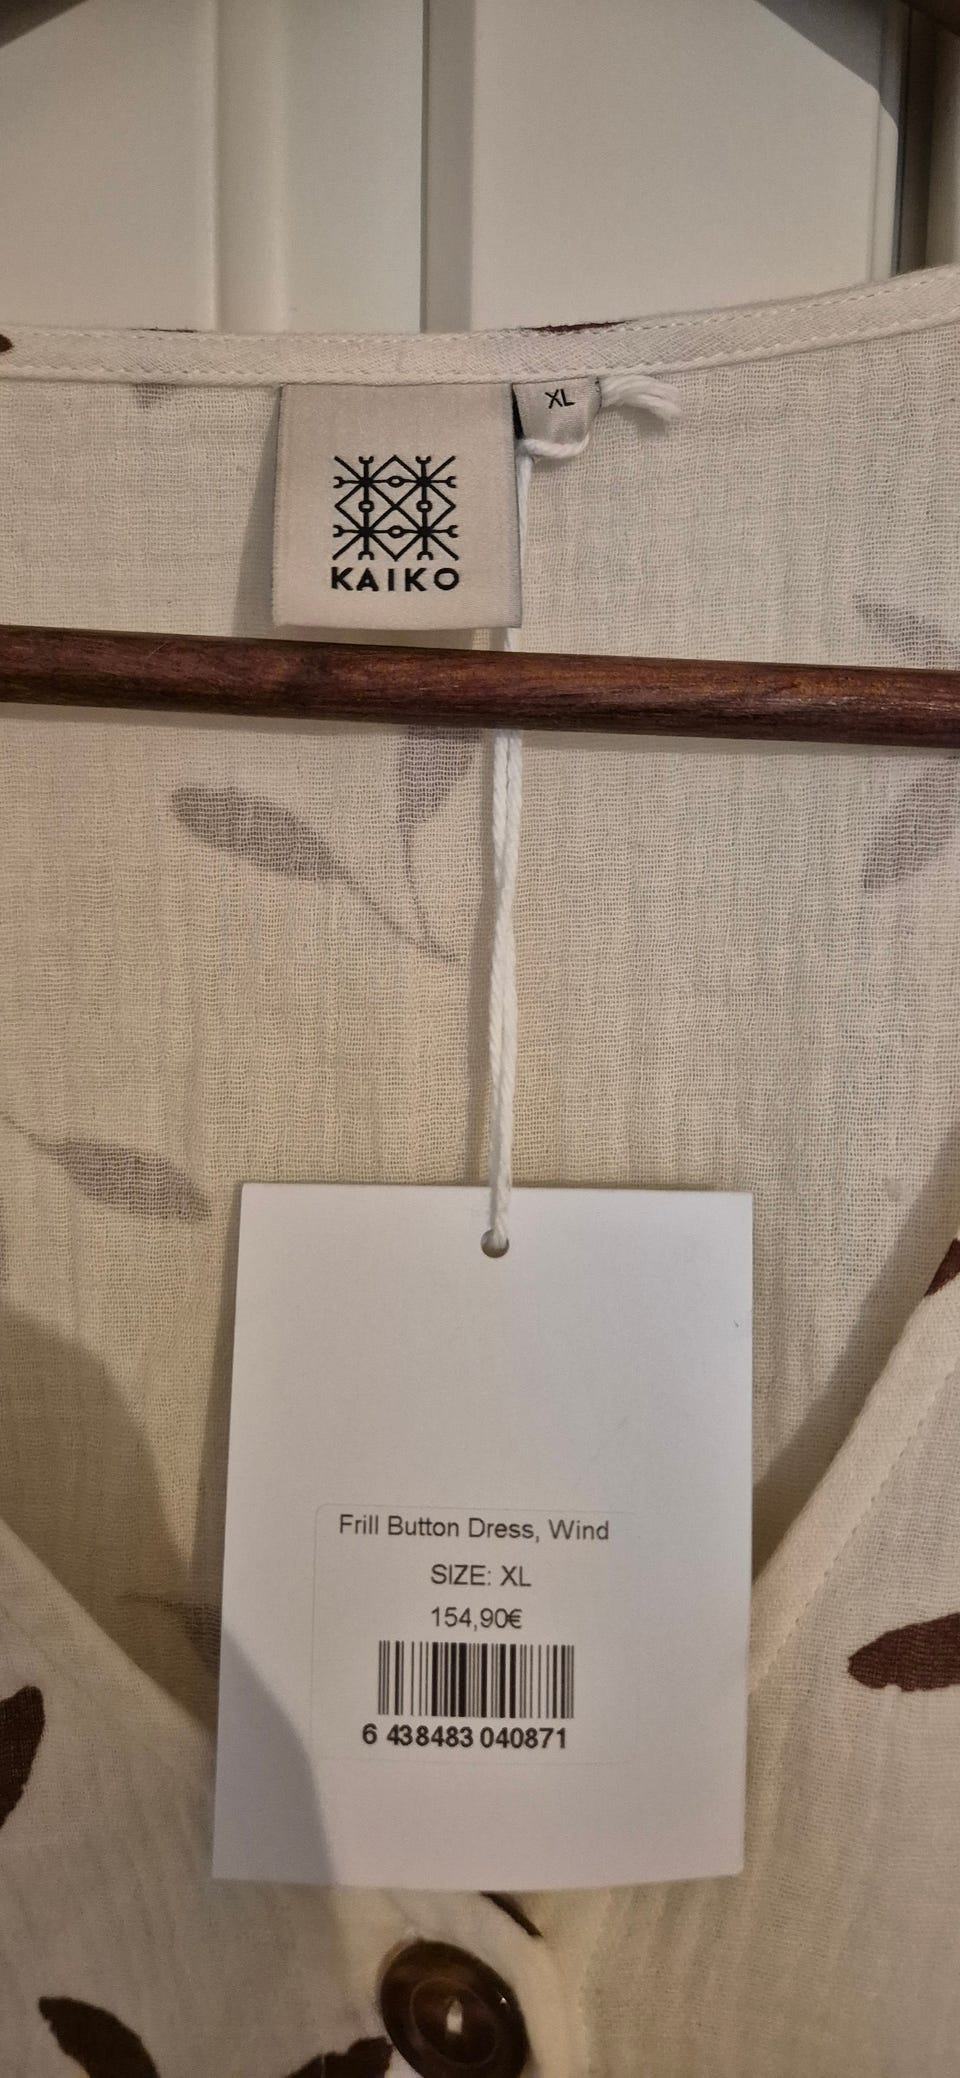 XL
KAIKO
Frill Button Dress, Wind
SIZE: XL
154,90€
6 438483 040871